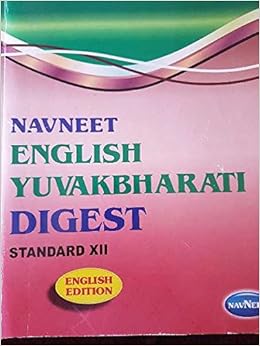 NAVNEET
ENGLISH
YUVAKBHARATI
DIGEST
STANDARD XII
ENGLISH
EDITION